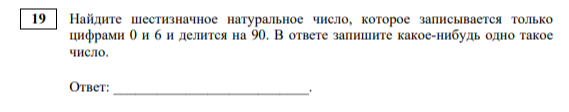 19 Найдите шестизначное натуральное число, которое записывается только
цифрами 0 и 6 и делится на 90. В ответе запишите какое-нибудь одно такое
число.
Ответ: ___________________________.